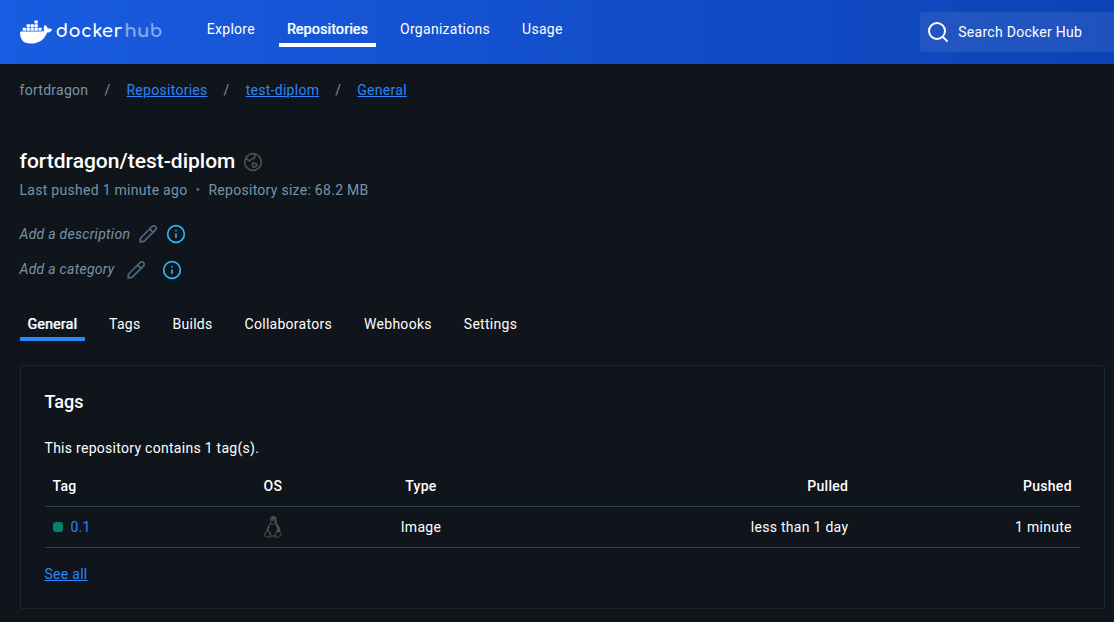 dockerhub Explore Repositories Organizations Usage Search Docker Hub
fortdragon / Repositories / test-diplom / General
fortdragon/test-diplom
Last pushed 1 minute ago • Repository size: 68.2 MB
Add a description
Add a category
General Tags Builds Collaborators Webhooks Settings
Tags
This repository contains 1 tag(s).
Tag OS Type Pulled Pushed
0.1 Image less than 1 day 1 minute
See all